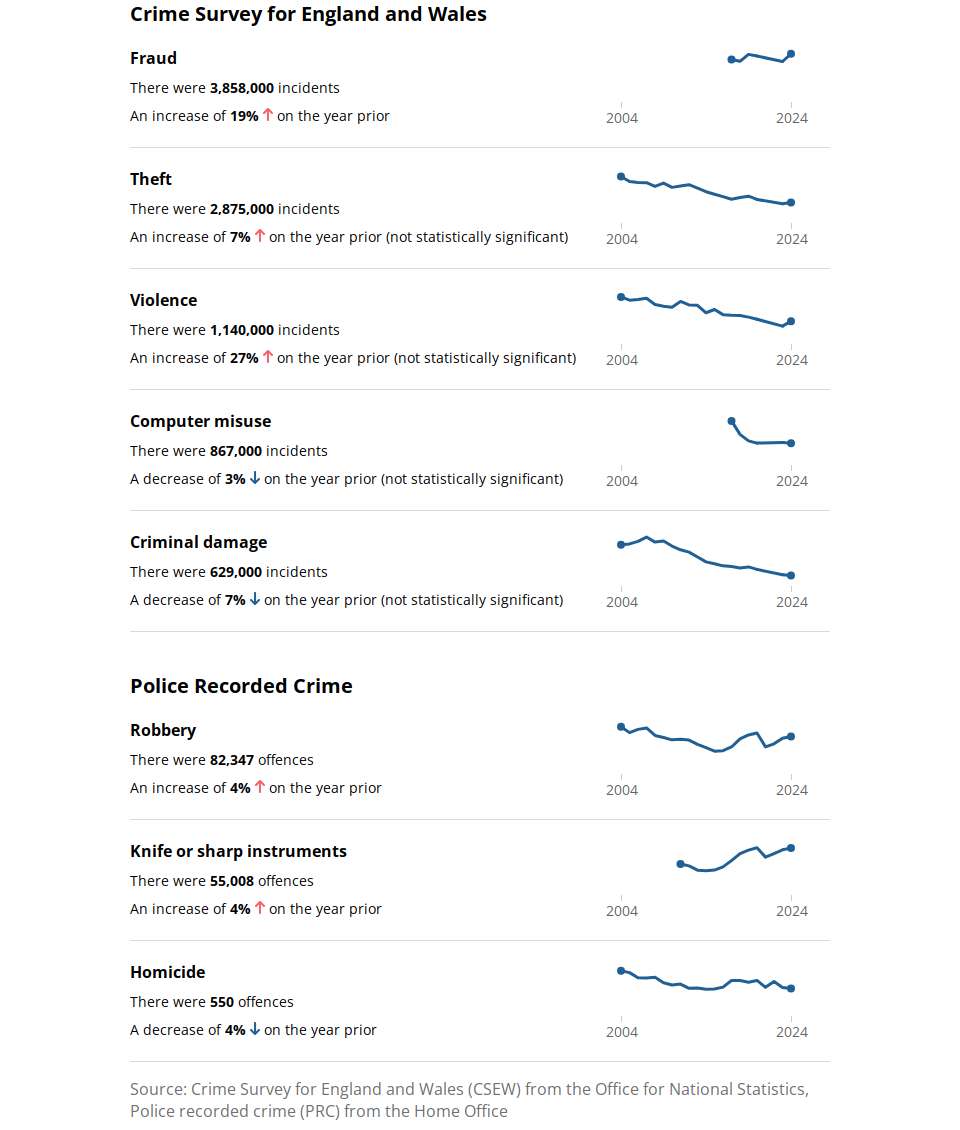 Crime Survey for England and Wales
Fraud
There were 3,858,000 incidents
An increase of 19% ↑ on the year prior
2004 2024
Theft
There were 2,875,000 incidents
An increase of 7% ↑ on the year prior (not statistically significant)
2004 2024
Violence
There were 1,140,000 incidents
An increase of 27% ↑ on the year prior (not statistically significant)
2004 2024
Computer misuse
There were 867,000 incidents
A decrease of 3% ↓ on the year prior (not statistically significant)
2004 2024
Criminal damage
There were 629,000 incidents
A decrease of 7% ↓ on the year prior (not statistically significant)
2004 2024
Police Recorded Crime
Robbery
There were 82,347 offences
An increase of 4% ↑ on the year prior
2004 2024
Knife or sharp instruments
There were 55,008 offences
An increase of 4% ↑ on the year prior
2004 2024
Homicide
There were 550 offences
A decrease of 4% ↓ on the year prior
2004 2024
Source: Crime Survey for England and Wales (CSEW) from the Office for National Statistics,
Police recorded crime (PRC) from the Home Office